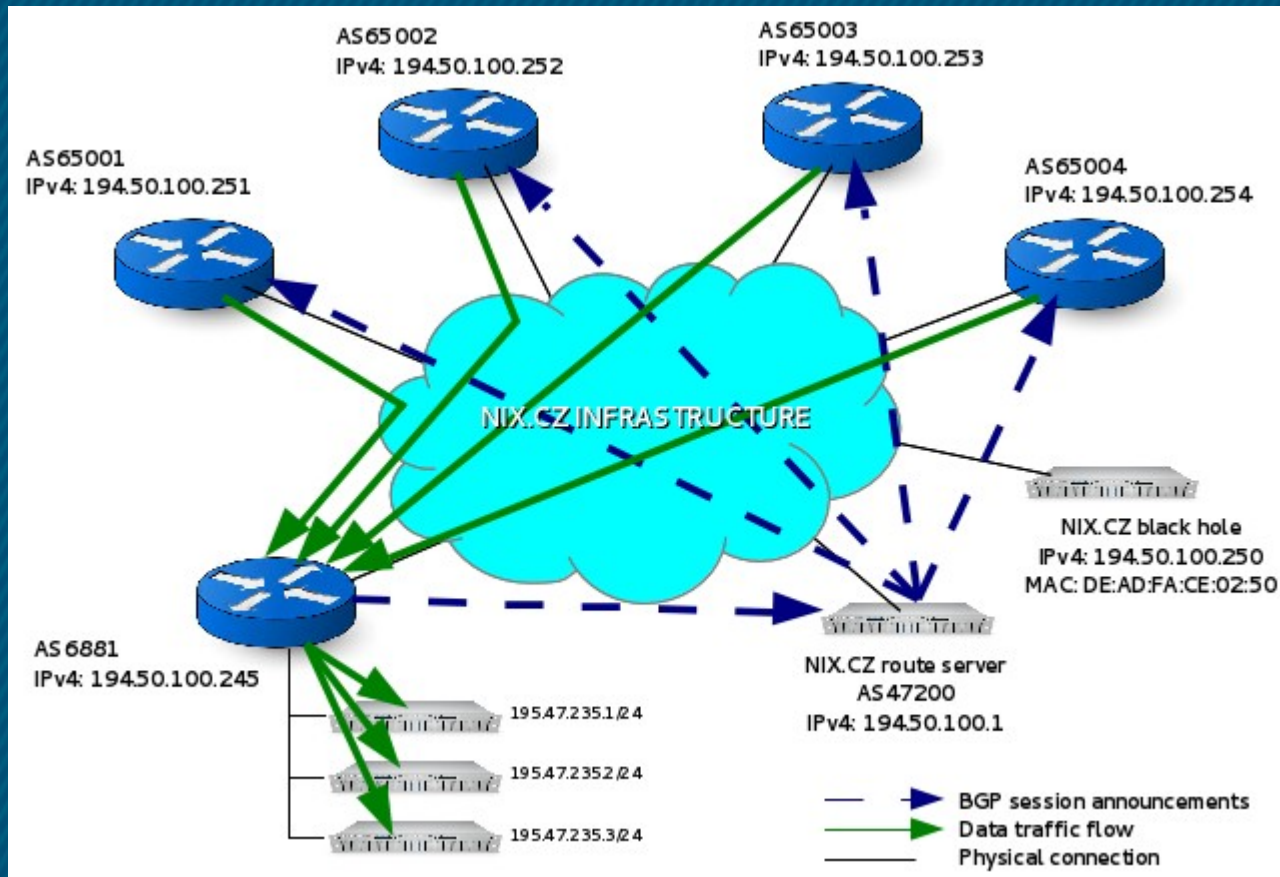 AS65002
IPv4: 194.50.100.252
AS65003
IPv4: 194.50.100.253
AS65001
IPv4: 194.50.100.251
AS65004
IPv4: 194.50.100.254
NIX.CZ INFRASTRUCTURE
NIX.CZ black hole
IPv4: 194.50.100.250
MAC: DE:AD:FA:CE:02:50
AS6881
IPv4: 194.50.100.245
NIX.CZ route server
AS47200
IPv4: 194.50.100.1
195.47.235.1/24
195.47.2352/24
195.47.235.3/24
BGP session announcements
Data traffic flow
Physical connection